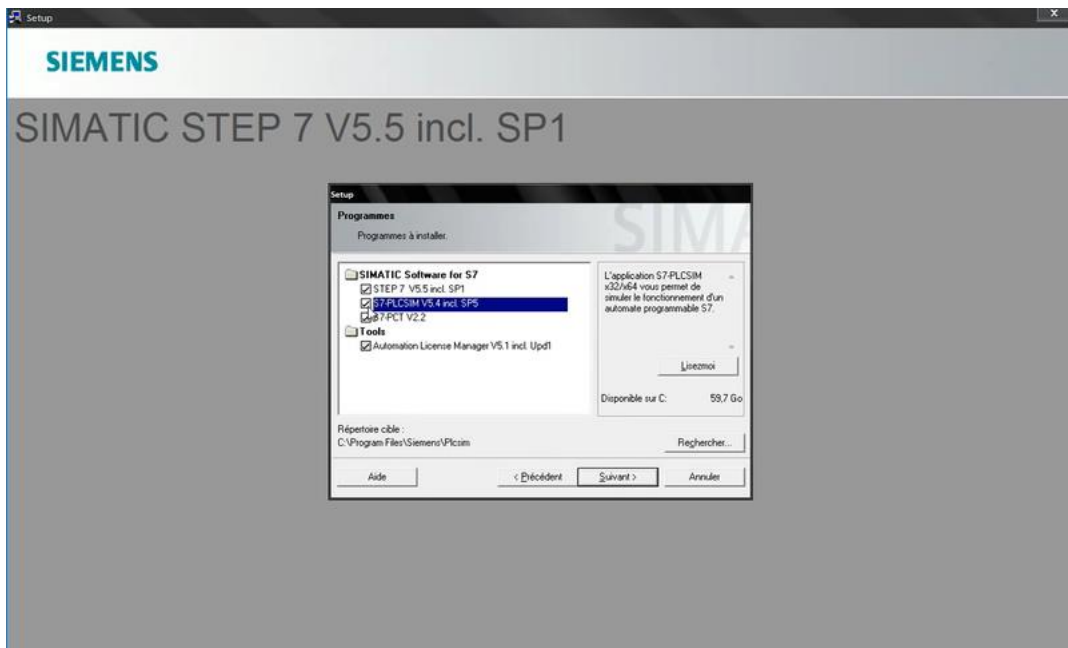 Setup
x
SIEMENS
SIMATIC STEP 7 V5.5 incl. SP1
Setup
Programmes
Programmes à installer.
SIMA
SIMATIC Software for S7
STEP 7 V5.5 incl. SP1
S7-PLCSIM V5.4 incl. SP5
S7-PCT V2.2
Tools
Automation License Manager V5.1 incl. Upd1
L'application S7-PLCSIM
x32/x64 vous permet de
simuler le fonctionnement d'un
automate programmable S7.
Lisezmoi
Disponible sur C: 59,7 Go
Répertoire cible :
C:\Program Files\Siemens\Plcsim
Rechercher...
Aide
< Précédent
Suivant >
Annuler